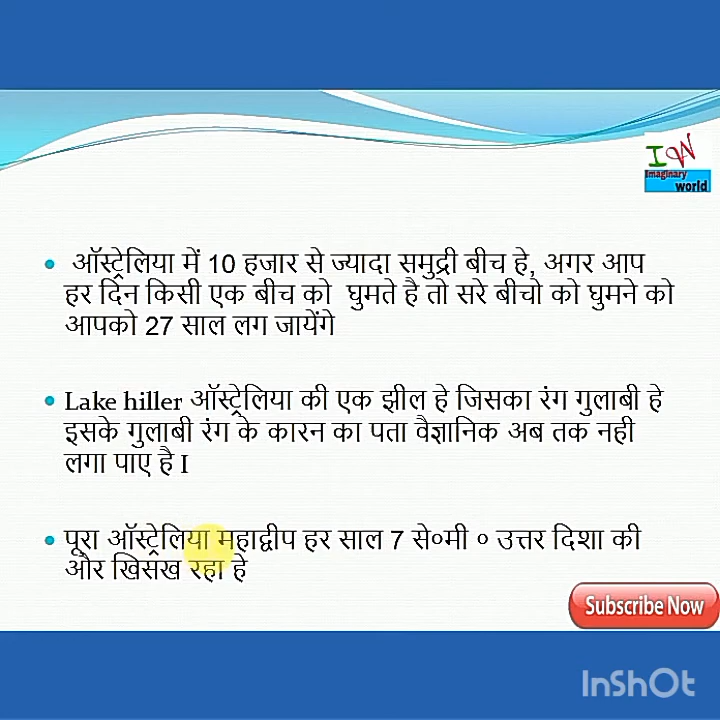 IW
Imaginary
world
ऑस्ट्रेलिया में 10 हजार से ज्यादा समुद्री बीच हे, अगर आप
हर दिन किसी एक बीच को घुमते है तो सरे बीचो को घुमने को
आपको 27 साल लग जायेंगे
Lake hiller ऑस्ट्रेलिया की एक झील हे जिसका रंग गुलाबी हे
इसके गुलाबी रंग के कारन का पता वैज्ञानिक अब तक नही
लगा पाए है I
पूरा ऑस्ट्रेलिया महाद्वीप हर साल 7 से०मी ० उत्तर दिशा की
और खिसख रहा हे
Subscribe Now
InShOt